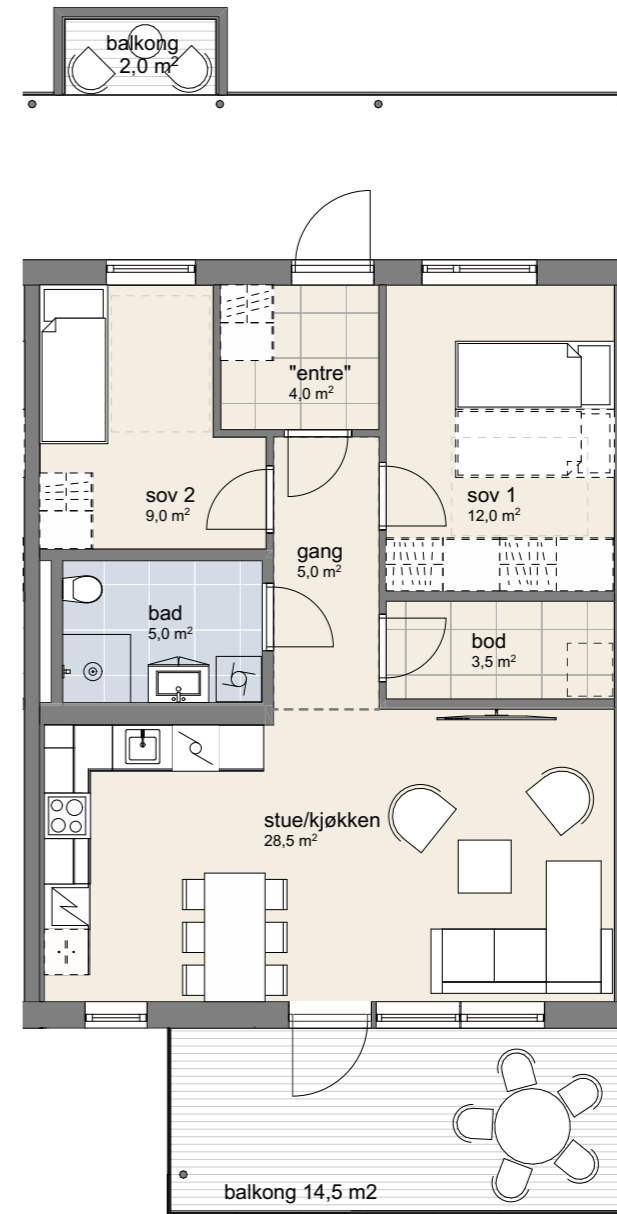 balkong
2,0 m²
"entre"
4,0 m²
sov 2
9,0 m²
sov 1
12,0 m²
gang
5,0 m²
bad
5,0 m²
bod
3,5 m²
stue/kjøkken
28,5 m²
balkong 14,5 m2